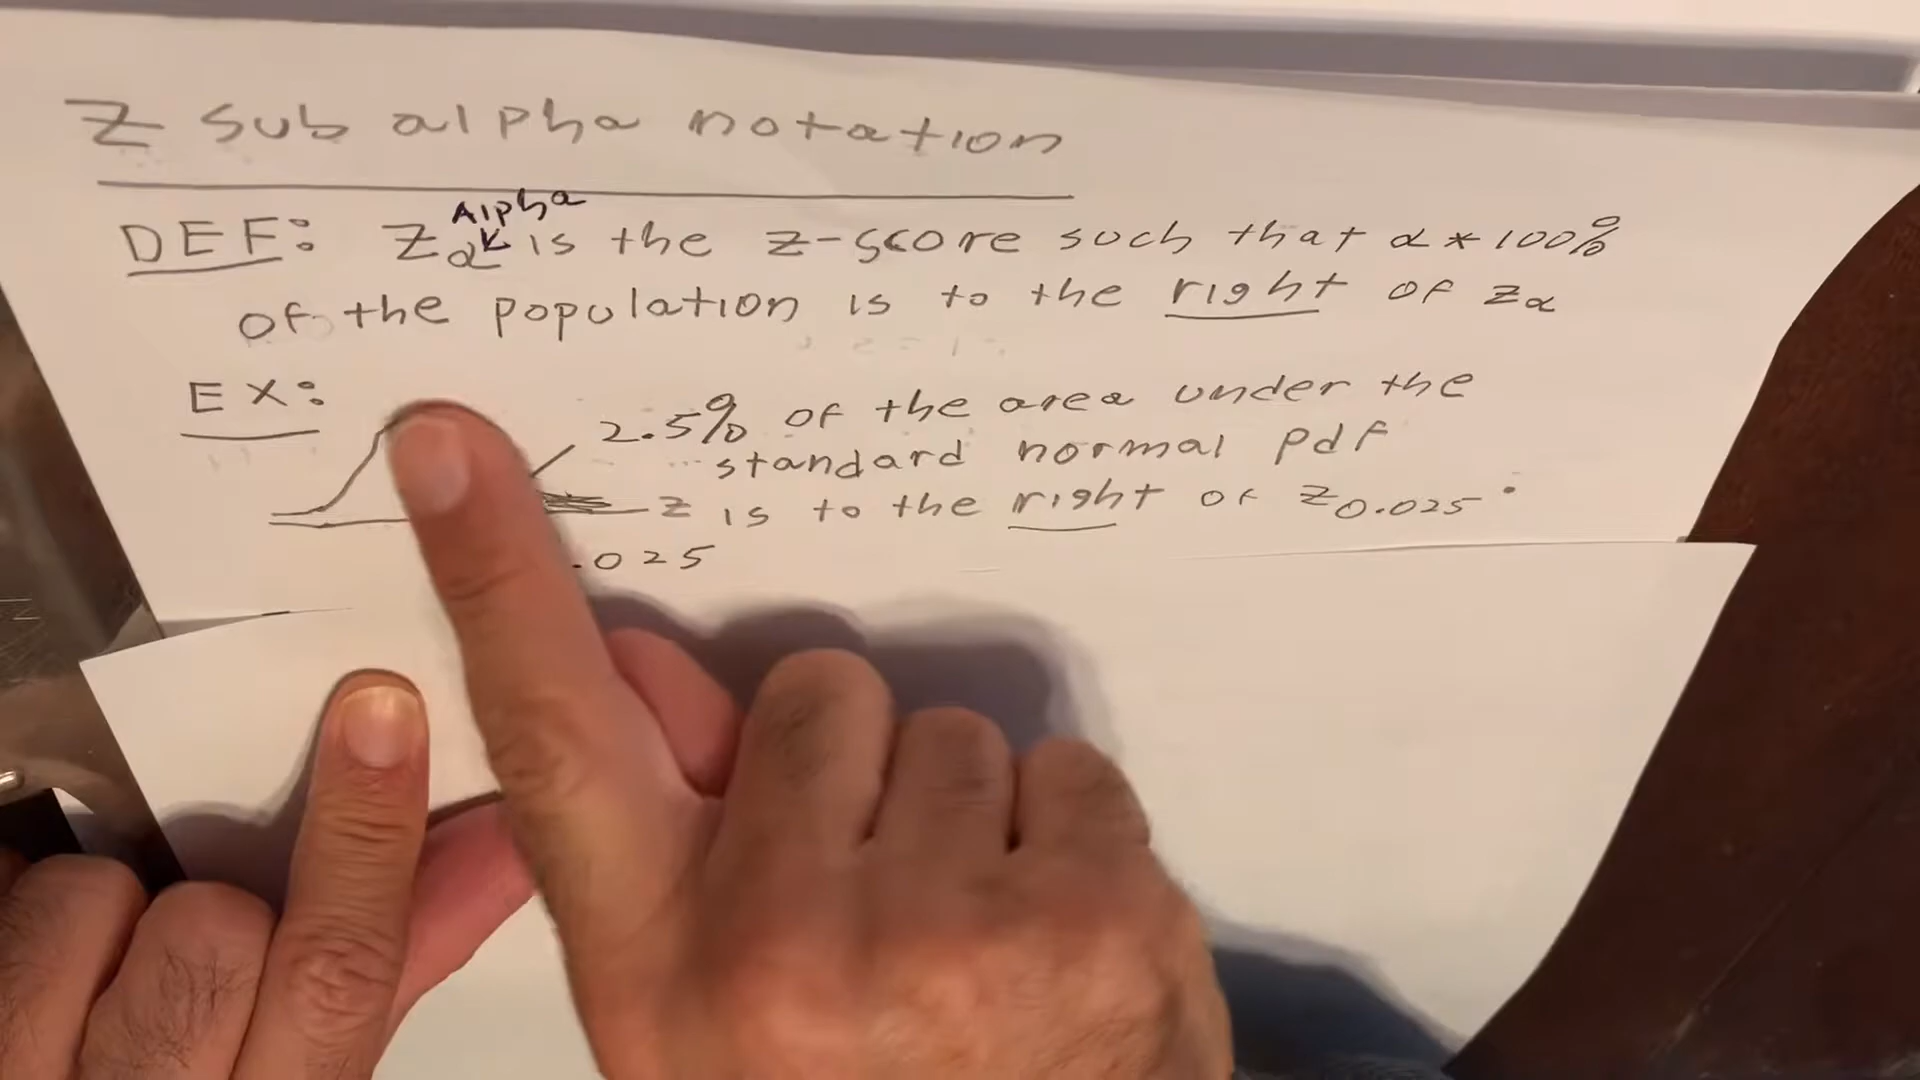 Z sub alpha notation
Alpha
DEF: Zα is the z-score such that α * 100%
of the population is to the right of zα
EX: 2.5% of the area under the
standard normal pdf
z is to the right of z0.025.
.025